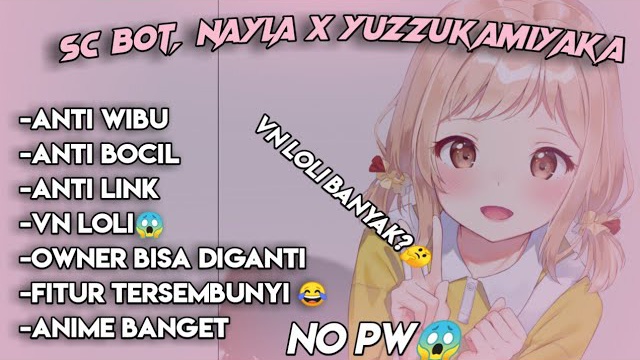 SC BOT, NAYLA X YUZZUKAMIYAKA
-ANTI WIBU
-ANTI BOCIL
-ANTI LINK
-VN LOLI😱
-OWNER BISA DIGANTI
-FITUR TERSEMBUNYI 😂
-ANIME BANGET
VN LOLI BANYAK?🤔
NO PW😱